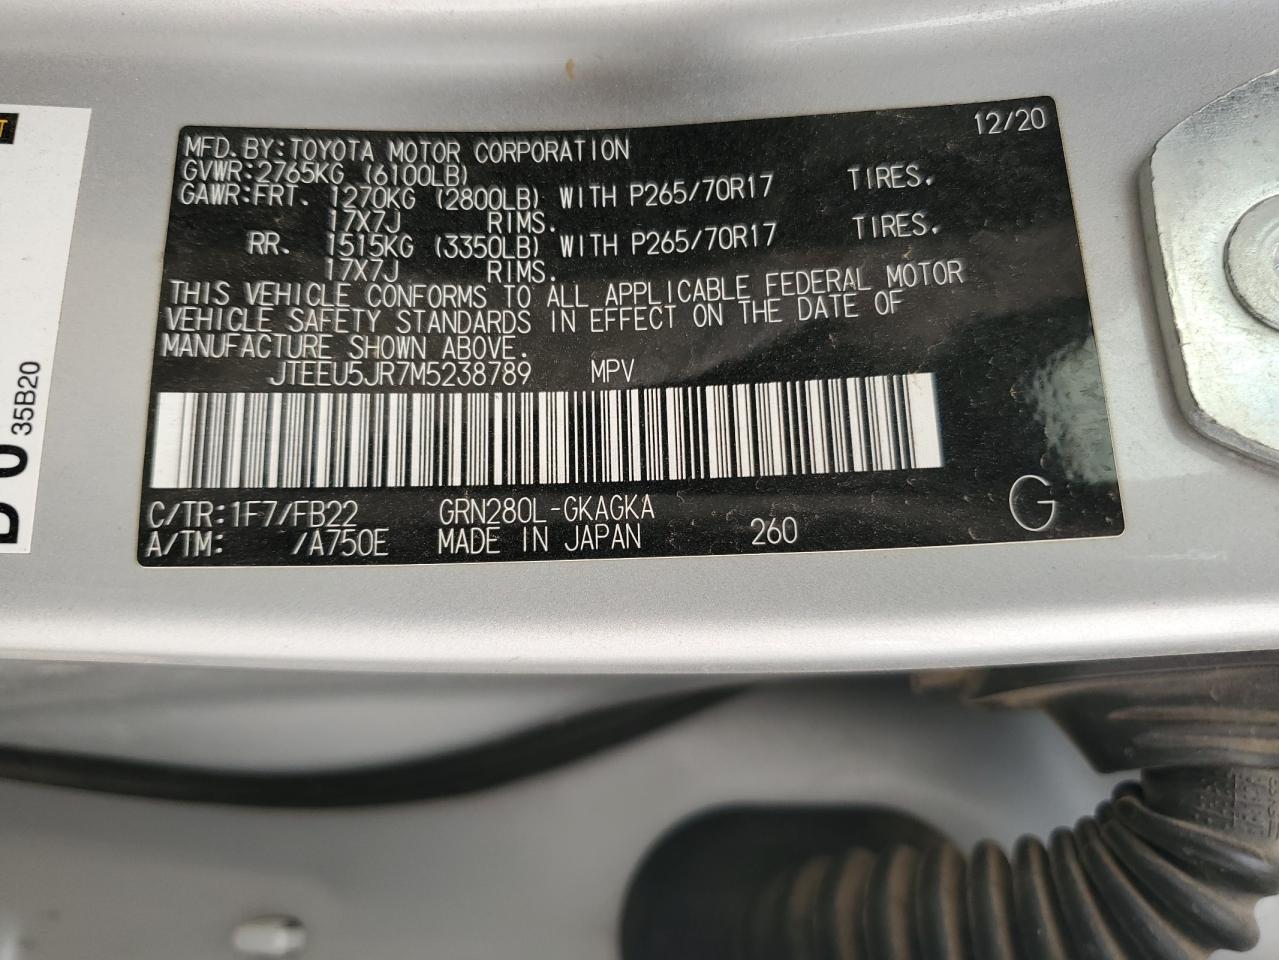 12/20
MFD.BY:TOYOTA MOTOR CORPORATION
GVWR:2765KG (6100LB)
GAWR:FRT. 1270KG (2800LB) WITH P265/70R17 TIRES.
17X7J RIMS.
RR. 1515KG (3350LB) WITH P265/70R17 TIRES.
17X7J RIMS.
THIS VEHICLE CONFORMS TO ALL APPLICABLE FEDERAL MOTOR
VEHICLE SAFETY STANDARDS IN EFFECT ON THE DATE OF
MANUFACTURE SHOWN ABOVE.
JTEEU5JR7M5238789 MPV
C/TR:1F7/FB22 GRN280L-GKAGKA
A/TM: /A750E MADE IN JAPAN 260
G
35B20